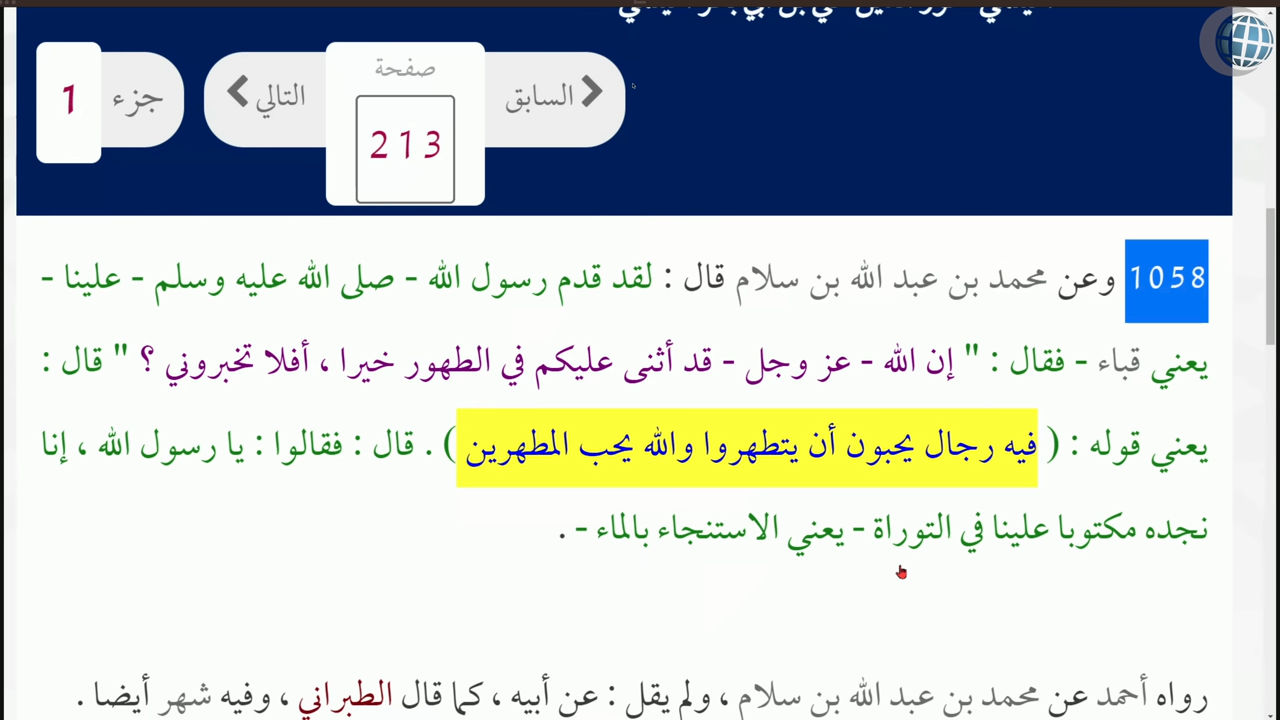 السابق
صفحة
213
التالي
جزء
1
1058 وعن محمد بن عبد الله بن سلام قال : لقد قدم رسول الله - صلى الله عليه وسلم - علينا -
يعني قباء - فقال : " إن الله - عز وجل - قد أثنى عليكم في الطهور خيرا ، أفلا تخبروني ؟ " قال :
يعني قوله : ( فيه رجال يحبون أن يتطهروا والله يحب المطهرين ) . قال : فقالوا : يا رسول الله ، إنا
نجده مكتوبا علينا في التوراة - يعني الاستنجاء بالماء - .
رواه أحمد عن محمد بن عبد الله بن سلام ، ولم يقل : عن أبيه ، كما قال الطبراني ، وفيه شهر أيضا .